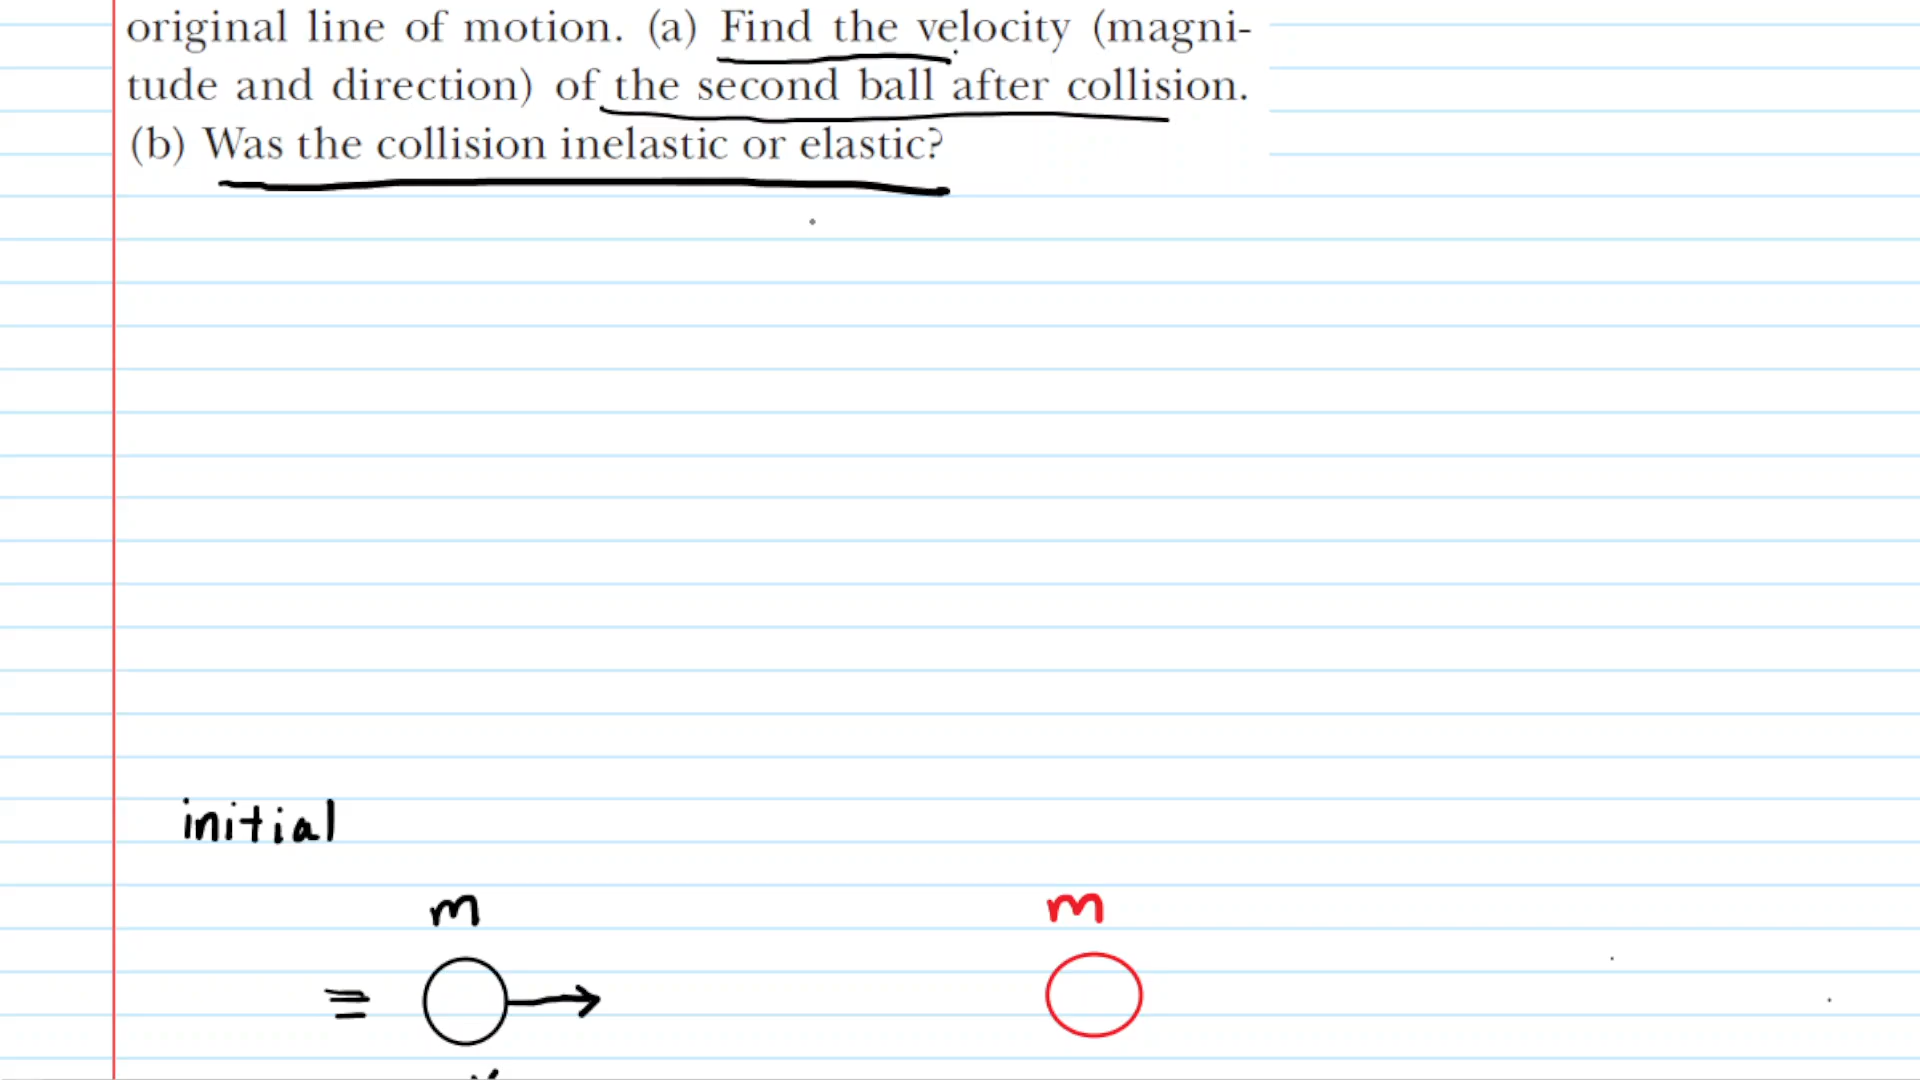 original line of motion. (a) Find the velocity (magni-
tude and direction) of the second ball after collision.
(b) Was the collision inelastic or elastic?
initial
m
m